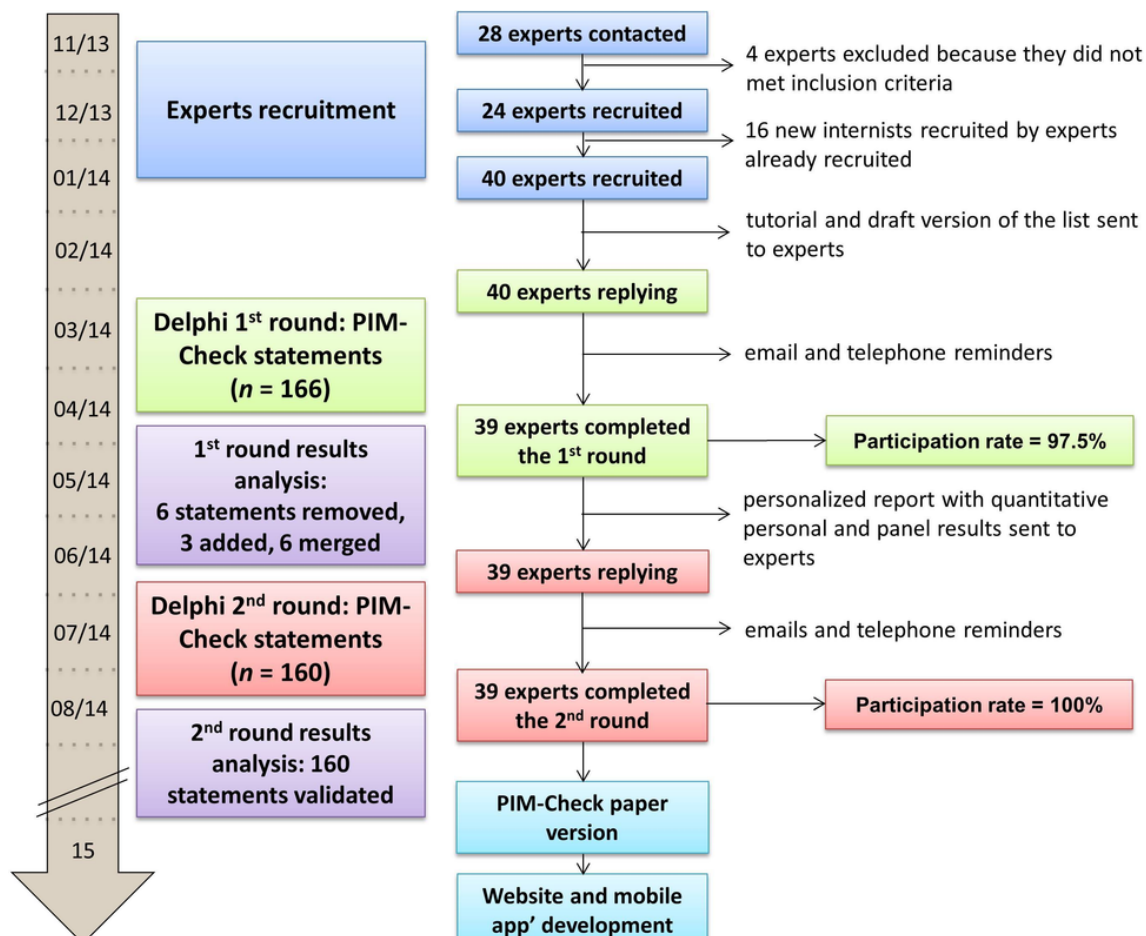 11/13
12/13
01/14
02/14
03/14
04/14
05/14
06/14
07/14
08/14
15
Experts recruitment
Delphi 1st round: PIM-
Check statements
(n = 166)
1st round results
analysis:
6 statements removed,
3 added, 6 merged
Delphi 2nd round: PIM-
Check statements
(n = 160)
2nd round results
analysis: 160
statements validated
28 experts contacted
4 experts excluded because they did not
met inclusion criteria
24 experts recruited
16 new internists recruited by experts
already recruited
40 experts recruited
tutorial and draft version of the list sent
to experts
40 experts replying
email and telephone reminders
39 experts completed
the 1st round
Participation rate = 97.5%
personalized report with quantitative
personal and panel results sent to
experts
39 experts replying
emails and telephone reminders
39 experts completed
the 2nd round
Participation rate = 100%
PIM-Check paper
version
Website and mobile
app’ development